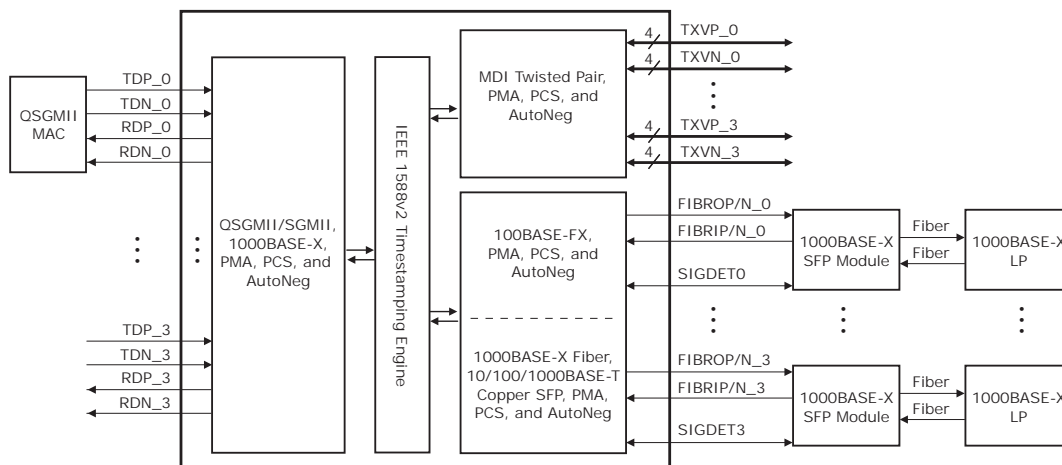 QSGMII
MAC
TDP_0
TDN_0
RDP_0
RDN_0
TDP_3
TDN_3
RDP_3
RDN_3
QSGMII/SGMII,
1000BASE-X,
PMA, PCS, and
AutoNeg
IEEE 1588v2 Timestamping Engine
MDI Twisted Pair,
PMA, PCS, and
AutoNeg
4
TXVP_0
4
TXVN_0
4
TXVP_3
4
TXVN_3
100BASE-FX,
PMA, PCS, and
AutoNeg
1000BASE-X Fiber,
10/100/1000BASE-T
Copper SFP, PMA,
PCS, and AutoNeg
FIBROP/N_0
FIBRIP/N_0
SIGDET0
1000BASE-X
SFP Module
Fiber
Fiber
1000BASE-X
LP
FIBROP/N_3
FIBRIP/N_3
SIGDET3
1000BASE-X
SFP Module
Fiber
Fiber
1000BASE-X
LP